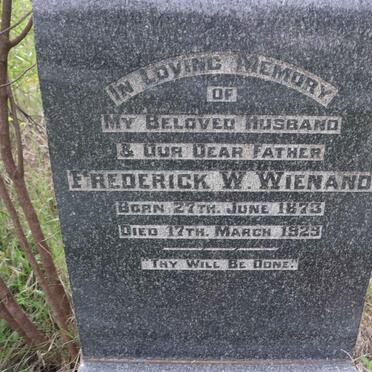 In Loving Memory
of
My Beloved Husband
& Our Dear Father
Frederick W. Wienand
Born 27th. June 1873
Died 17th. March 1929
"Thy Will Be Done."